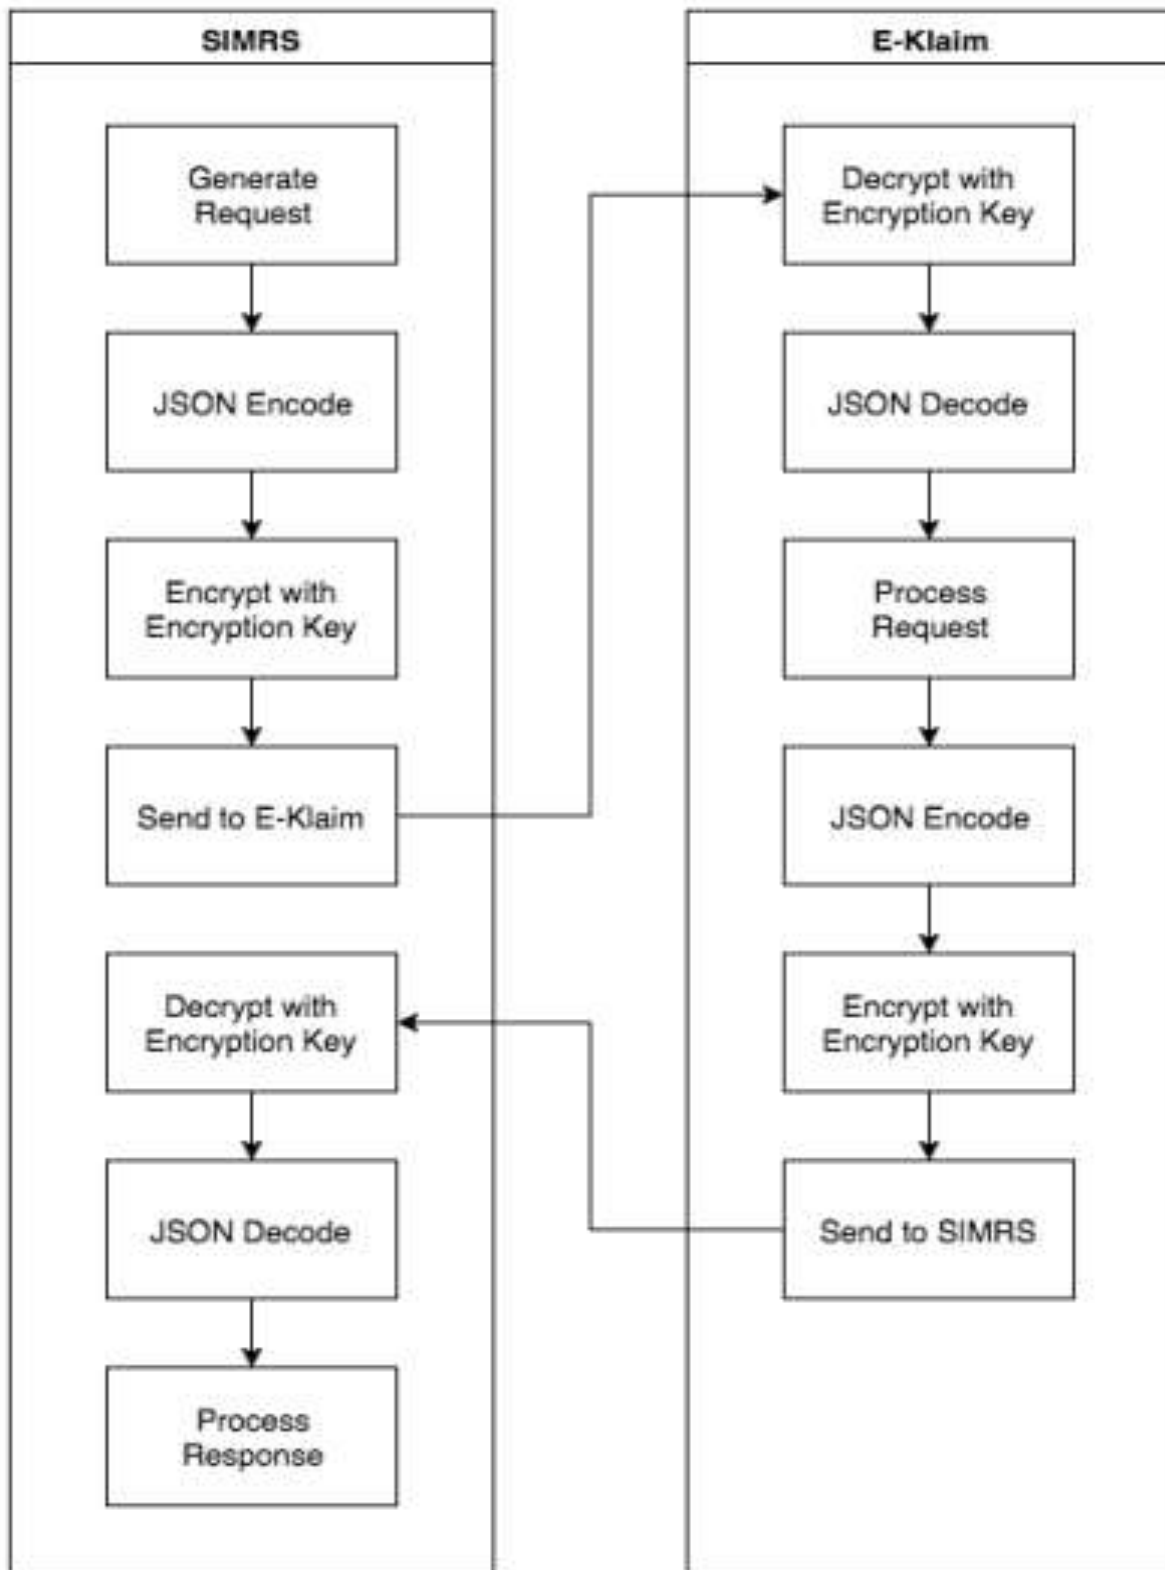 SIMRS
Generate
Request
JSON Encode
Encrypt with
Encryption Key
Send to E-Klaim
Decrypt with
Encryption Key
JSON Decode
Process
Response
E-Klaim
Decrypt with
Encryption Key
JSON Decode
Process
Request
JSON Encode
Encrypt with
Encryption Key
Send to SIMRS